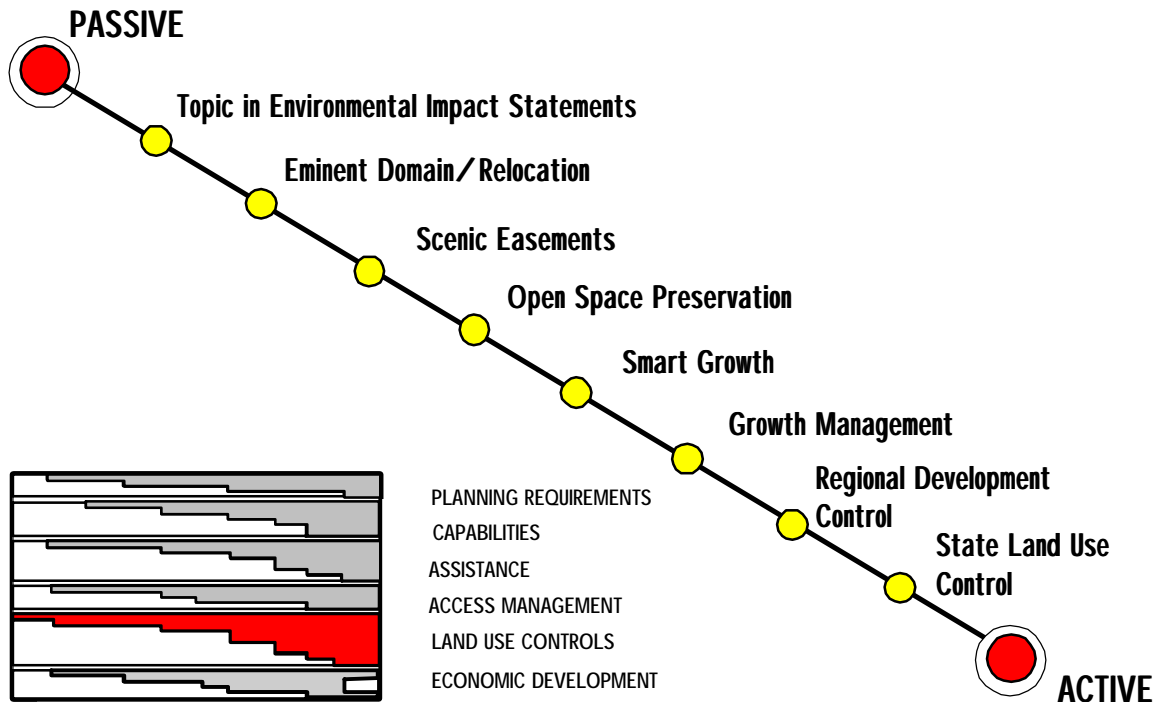 PASSIVE
Topic in Environmental Impact Statements
Eminent Domain/Relocation
Scenic Easements
Open Space Preservation
Smart Growth
Growth Management
Regional Development
Control
State Land Use
Control
ACTIVE
PLANNING REQUIREMENTS
CAPABILITIES
ASSISTANCE
ACCESS MANAGEMENT
LAND USE CONTROLS
ECONOMIC DEVELOPMENT